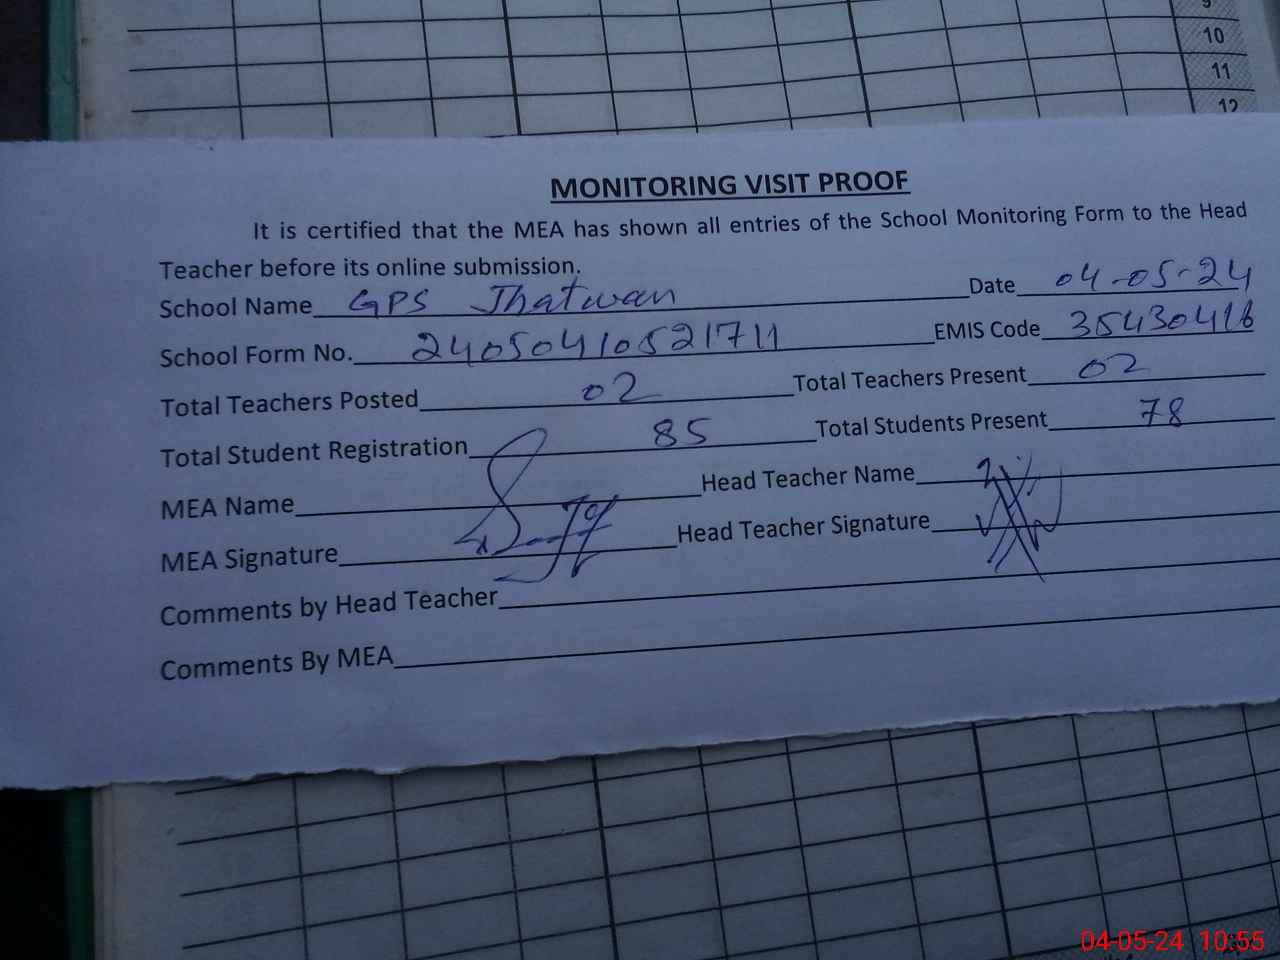 9
10
11
12
MONITORING VISIT PROOF
It is certified that the MEA has shown all entries of the School Monitoring Form to the Head
Teacher before its online submission.
School Name GPS Jhatwan Date 04-05-24
School Form No. 24050410521711 EMIS Code 35430416
Total Teachers Posted 02 Total Teachers Present 02
Total Student Registration 85 Total Students Present 78
MEA Name Head Teacher Name
MEA Signature Head Teacher Signature
Comments by Head Teacher
Comments By MEA
04-05-24 10:55